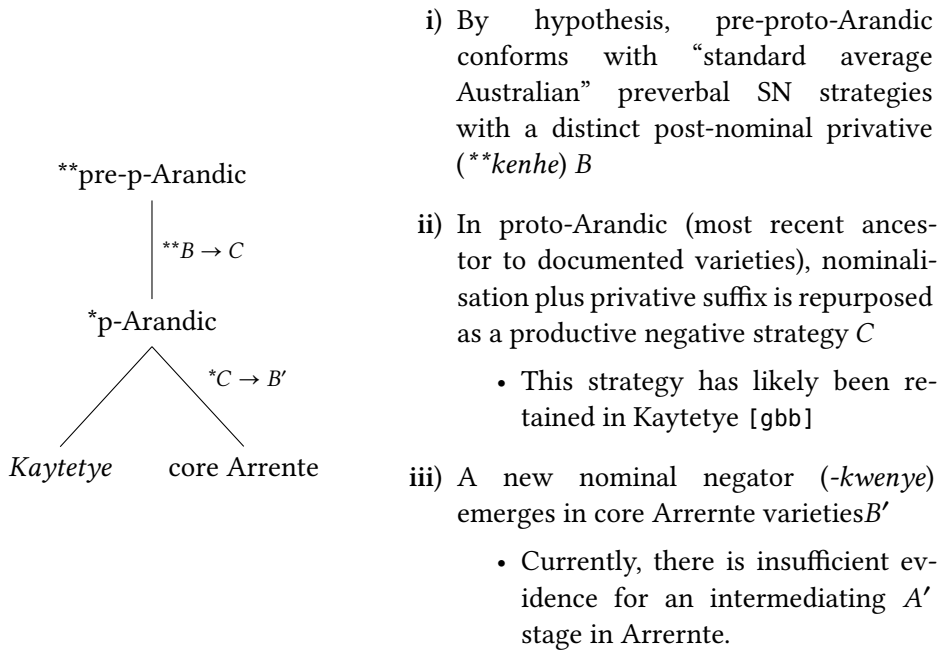 **pre-p-Arandic
**B → C
*p-Arandic
*C → B′
Kaytetye core Arrente
i) By hypothesis, pre-proto-Arandic
conforms with “standard average
Australian” preverbal SN strategies
with a distinct post-nominal privative
(**kenhe) B
ii) In proto-Arandic (most recent ances-
tor to documented varieties), nominali-
sation plus privative suffix is repurposed
as a productive negative strategy C
• This strategy has likely been re-
tained in Kaytetye [gbb]
iii) A new nominal negator (-kwenye)
emerges in core Arrernte varietiesB′
• Currently, there is insufficient ev-
idence for an intermediating A′
stage in Arrernte.